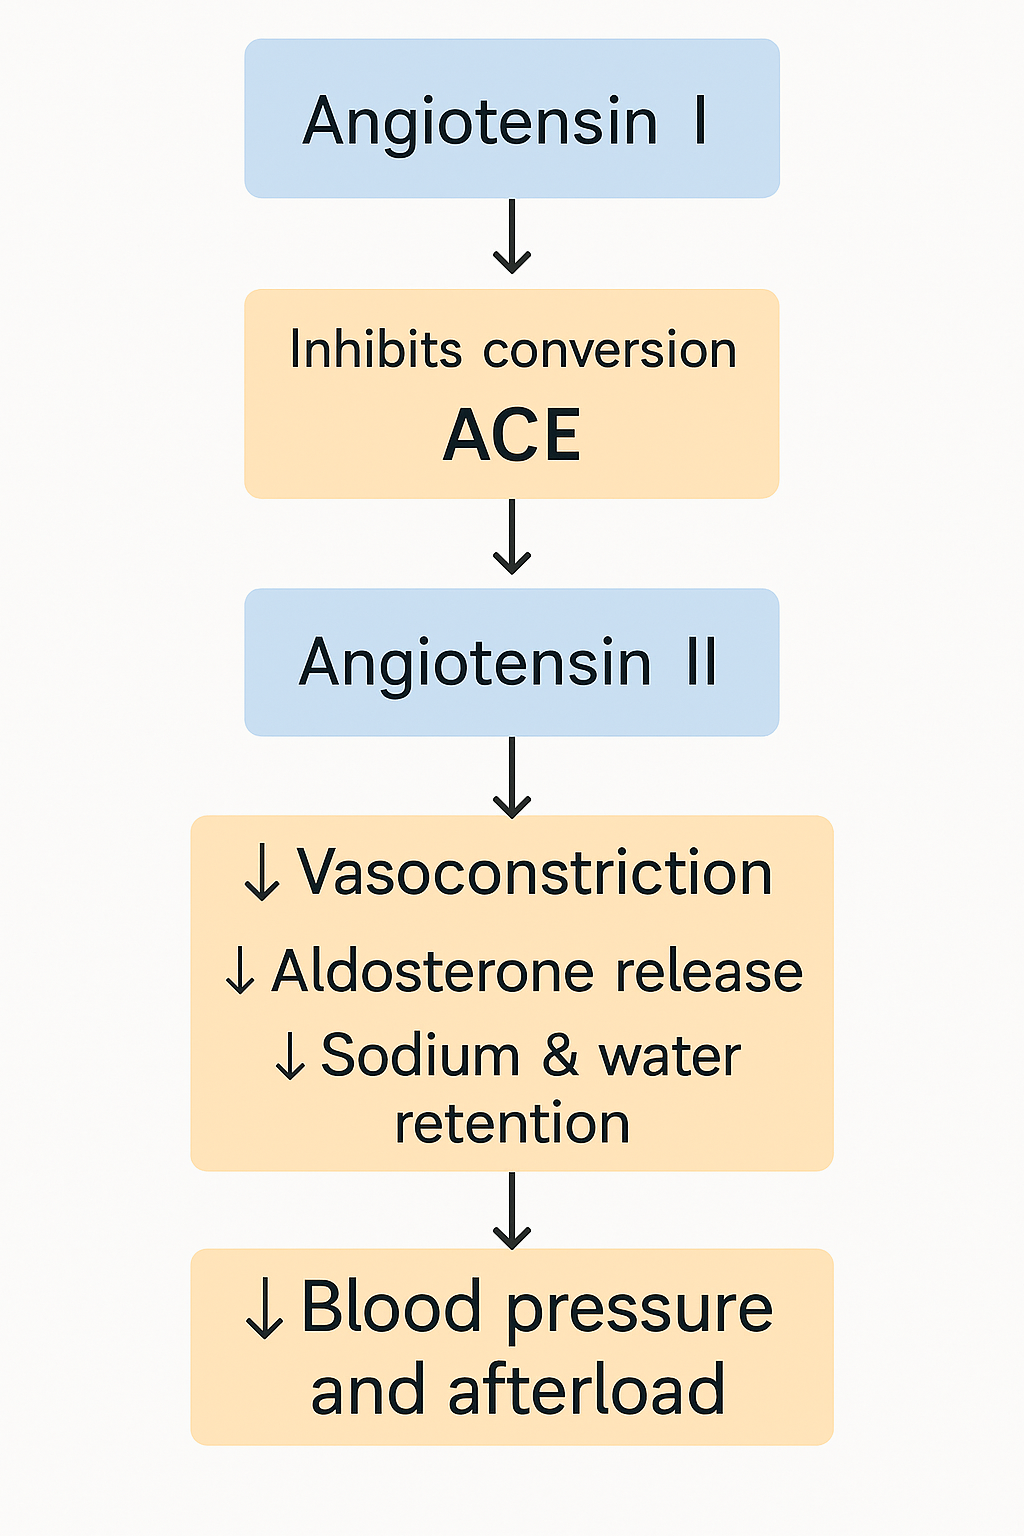 Angiotensin I
Inhibits conversion
ACE
Angiotensin II
↓ Vasoconstriction
↓ Aldosterone release
↓ Sodium & water
retention
↓ Blood pressure
and afterload